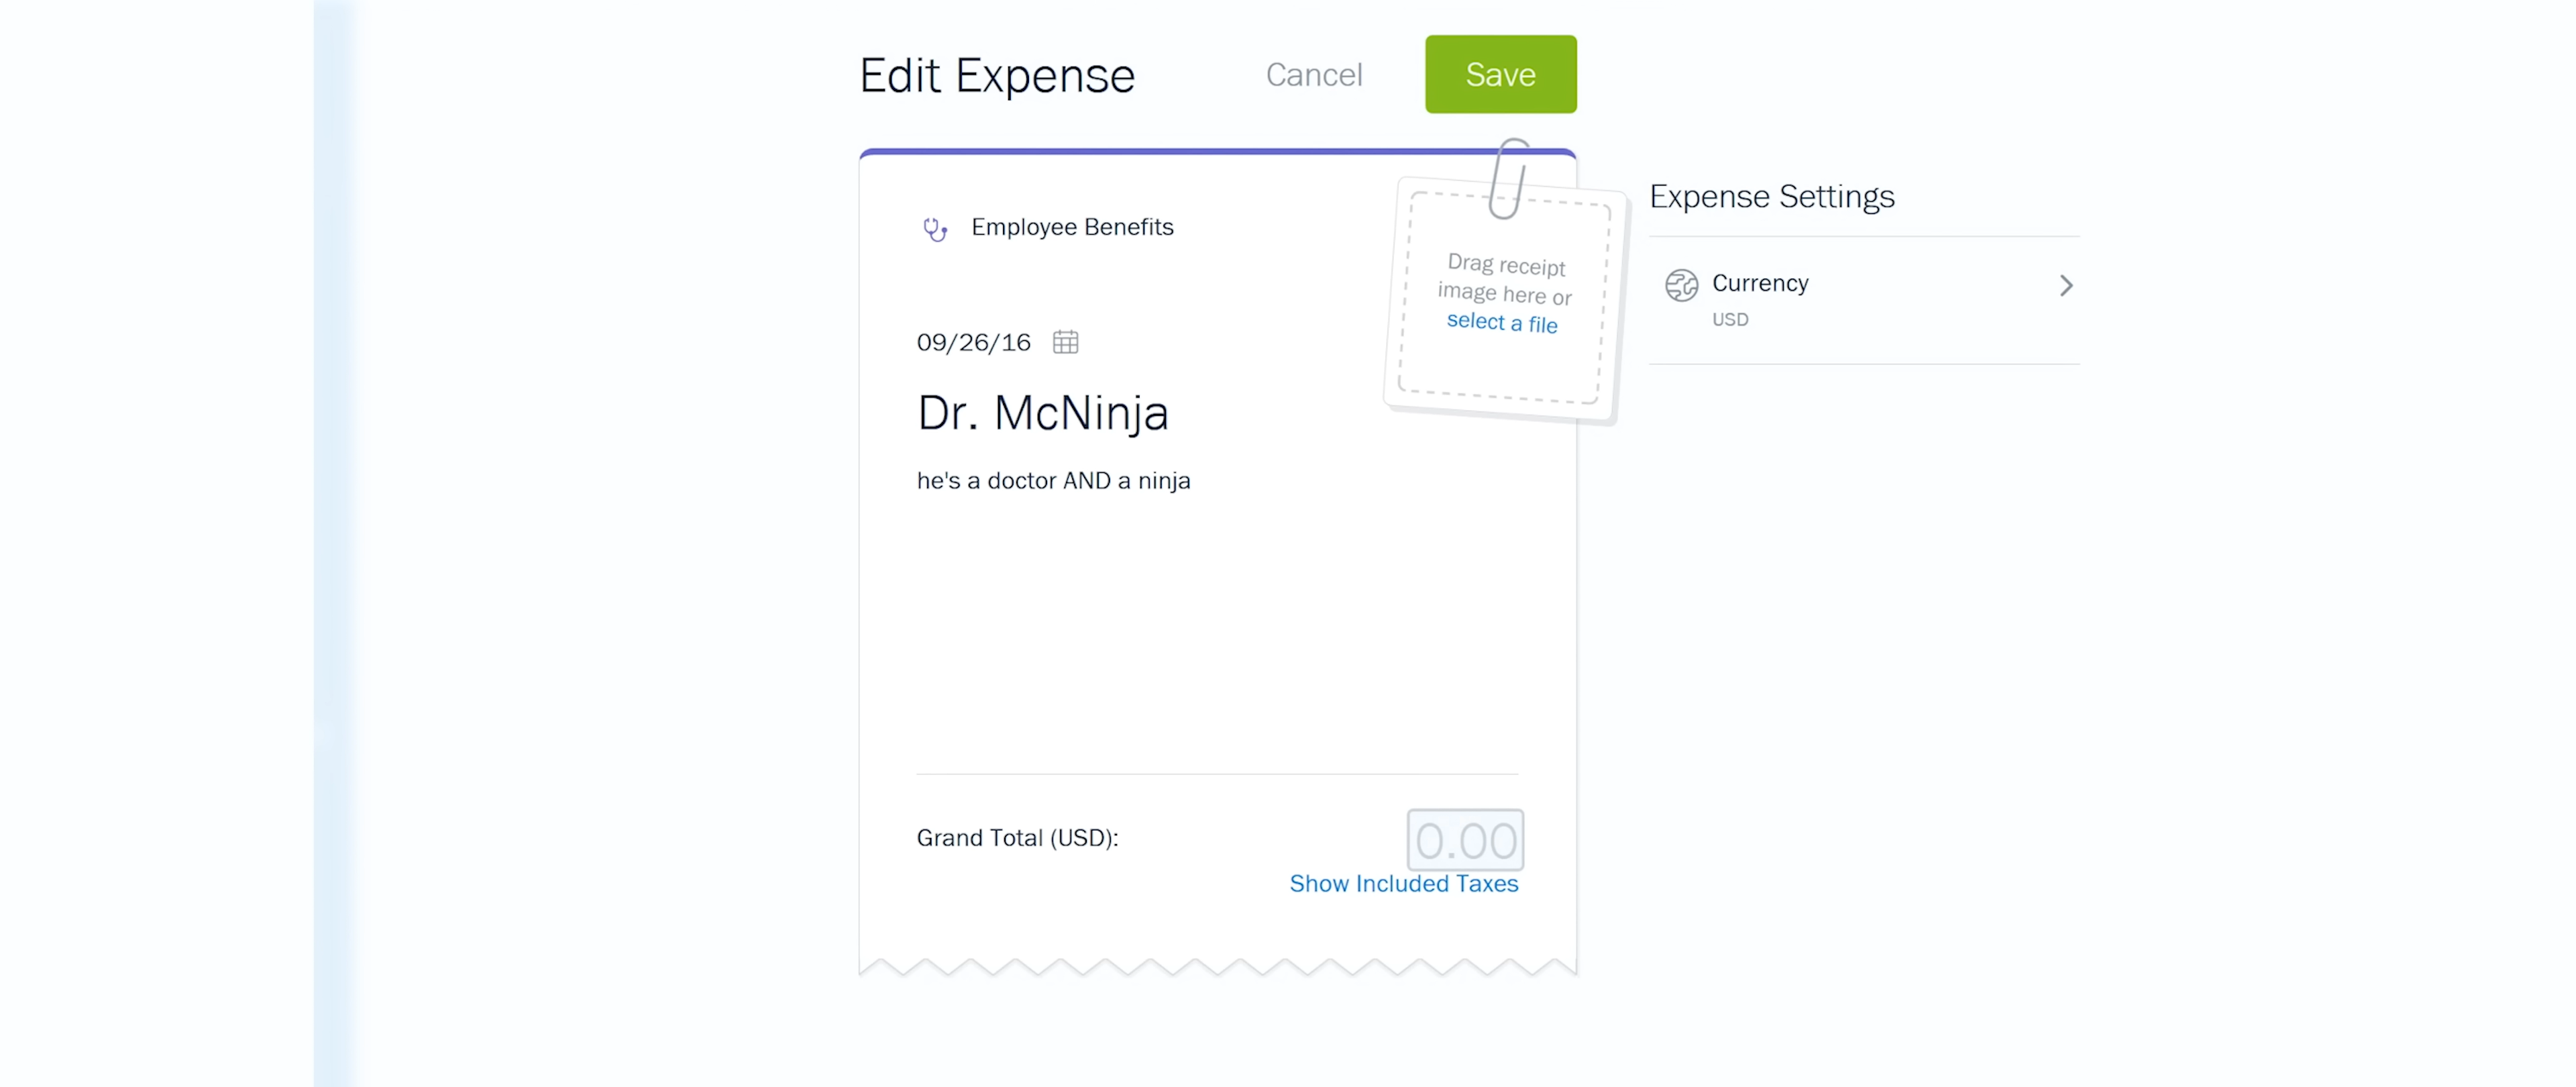 Edit Expense
Cancel
Save
Employee Benefits
Drag receipt
image here or
select a file
Expense Settings
Currency
USD
09/26/16
Dr. McNinja
he's a doctor AND a ninja
Grand Total (USD):
0.00
Show Included Taxes